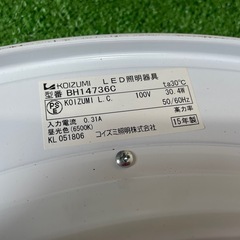 KOIZUMI LED照明器具
型番 BH14736C ta30℃
PSE KOIZUMI L.C. 100V 30.4W
50/60Hz
入力電流 0.31A 高力率
昼光色(6500K) 15年製
KL051806 コイズミ照明株式会社